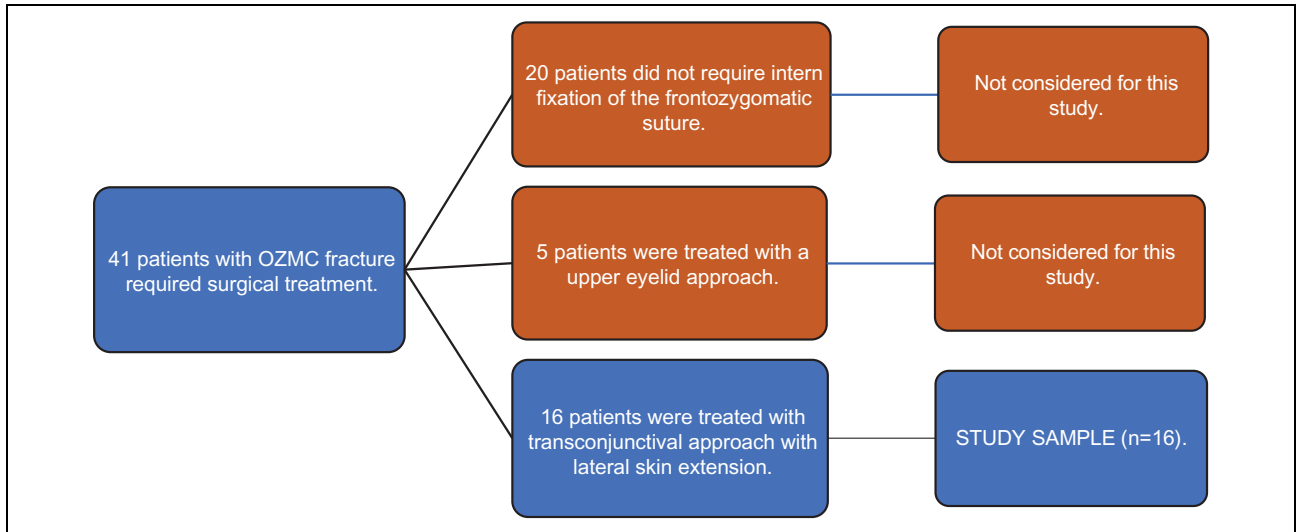 41 patients with OZMC fracture
required surgical treatment.
20 patients did not require intern
fixation of the frontozygomatic
suture.
Not considered for this
study.
5 patients were treated with a
upper eyelid approach.
Not considered for this
study.
16 patients were treated with
transconjunctival approach with
lateral skin extension.
STUDY SAMPLE (n=16).